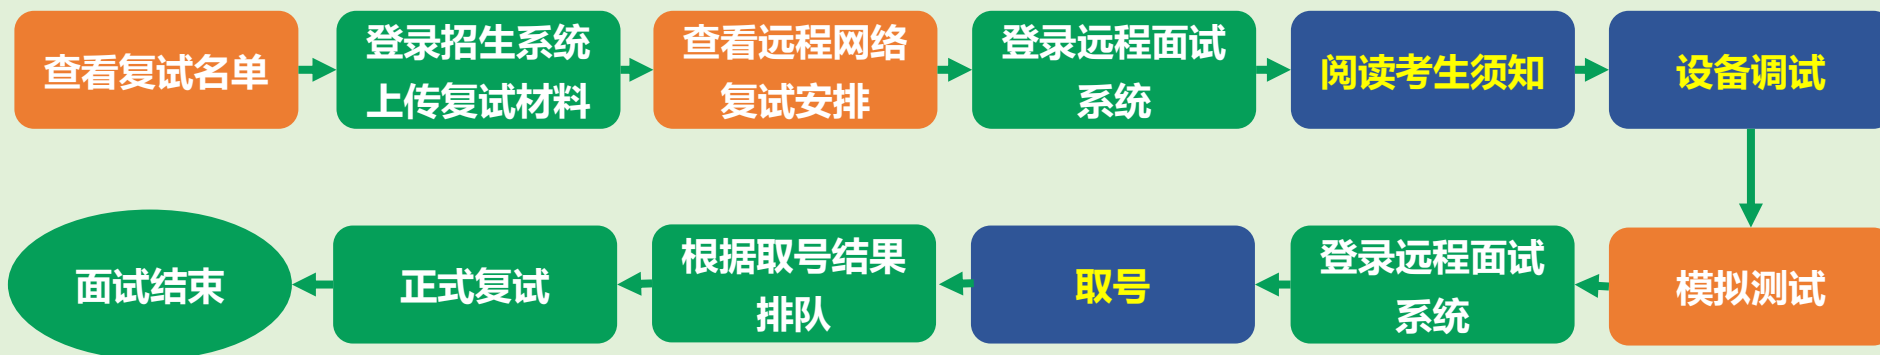 查看复试名单
登录招生系统
上传复试材料
查看远程网络
复试安排
登录远程面试
系统
阅读考生须知
设备调试
模拟测试
登录远程面试
系统
取号
根据取号结果
排队
正式复试
面试结束